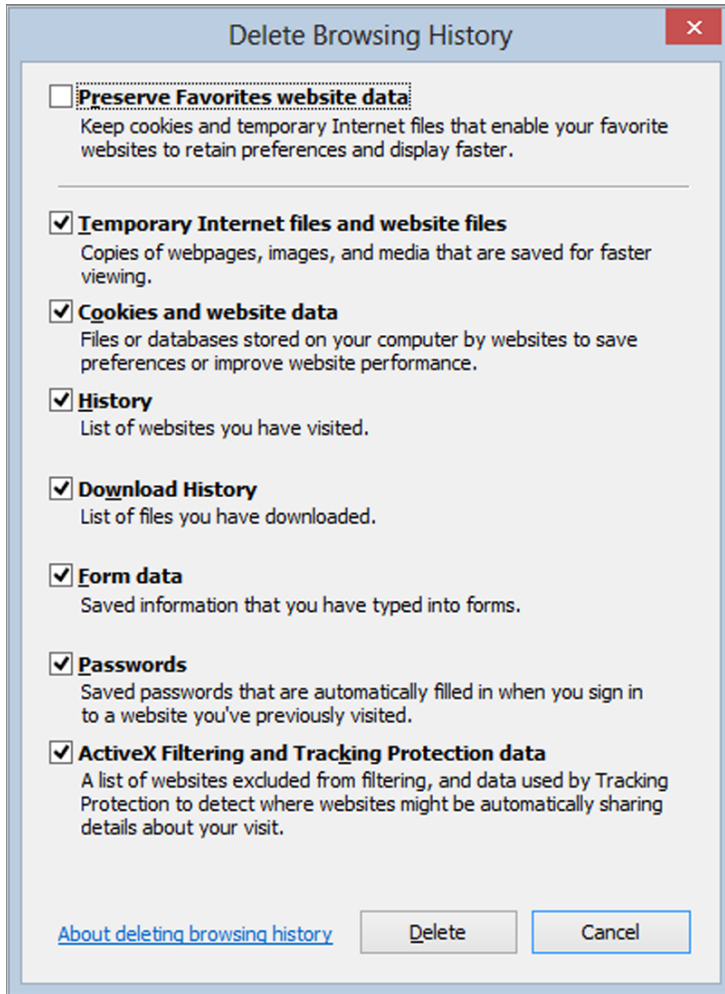 Delete Browsing History
Preserve Favorites website data
Keep cookies and temporary Internet files that enable your favorite
websites to retain preferences and display faster.
Temporary Internet files and website files
Copies of webpages, images, and media that are saved for faster
viewing.
Cookies and website data
Files or databases stored on your computer by websites to save
preferences or improve website performance.
History
List of websites you have visited.
Download History
List of files you have downloaded.
Form data
Saved information that you have typed into forms.
Passwords
Saved passwords that are automatically filled in when you sign in
to a website you've previously visited.
ActiveX Filtering and Tracking Protection data
A list of websites excluded from filtering, and data used by Tracking
Protection to detect where websites might be automatically sharing
details about your visit.
About deleting browsing history
Delete
Cancel